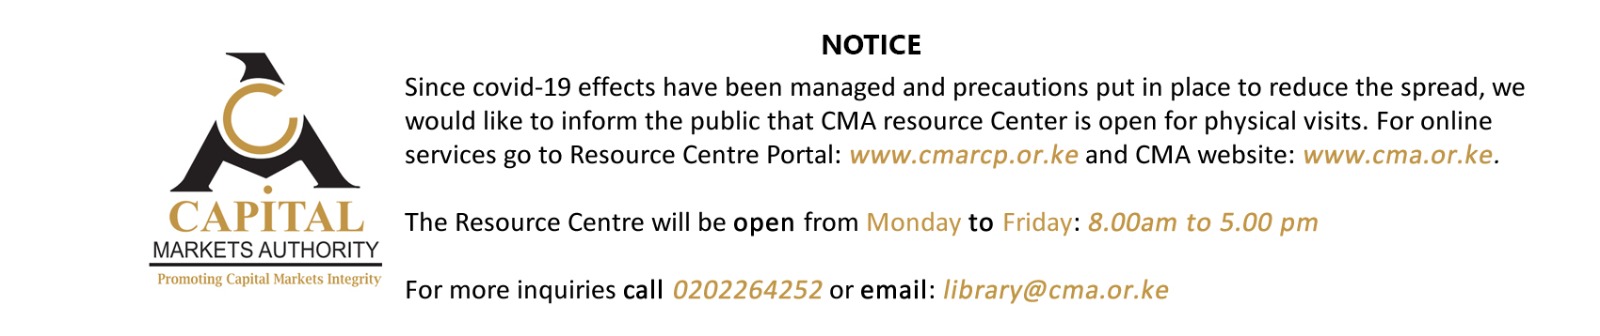 NOTICE
Since covid-19 effects have been managed and precautions put in place to reduce the spread, we
would like to inform the public that CMA resource Center is open for physical visits. For online
services go to Resource Centre Portal: www.cmarcp.or.ke and CMA website: www.cma.or.ke.
The Resource Centre will be open from Monday to Friday: 8.00am to 5.00 pm
For more inquiries call 0202264252 or email: library@cma.or.ke
CAPITAL
MARKETS AUTHORITY
Promoting Capital Markets Integrity